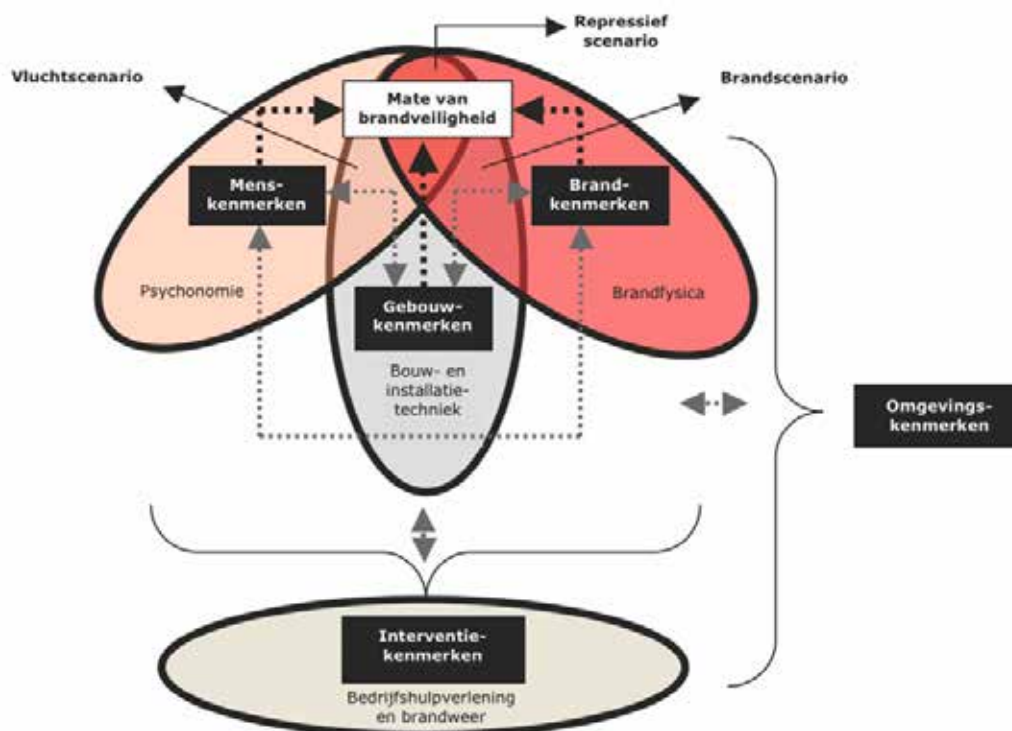 Repressief
scenario
Vluchtscenario
Brandscenario
Mate van
brandveiligheid
Mens-
kenmerken
Brand-
kenmerken
Psychonomie
Brandfysica
Gebouw-
kenmerken
Bouw- en
installatie-
techniek
Omgevings-
kenmerken
Interventie-
kenmerken
Bedrijfshulpverlening
en brandweer